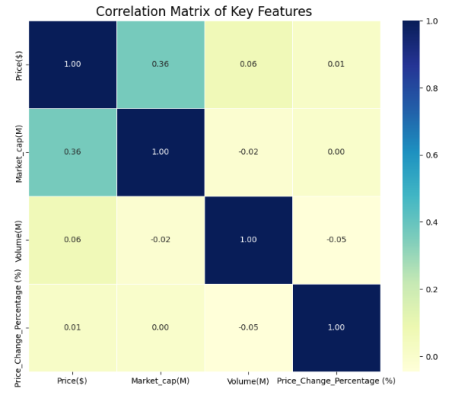 Correlation Matrix of Key Features
Price($) 1.00 0.36 0.06 0.01
Market_cap(M) 0.36 1.00 -0.02 0.00
Volume(M) 0.06 -0.02 1.00 -0.05
Price_Change_Percentage (%) 0.01 0.00 -0.05 1.00
Price($) Market_cap(M) Volume(M) Price_Change_Percentage (%)
1.0
0.8
0.6
0.4
0.2
0.0